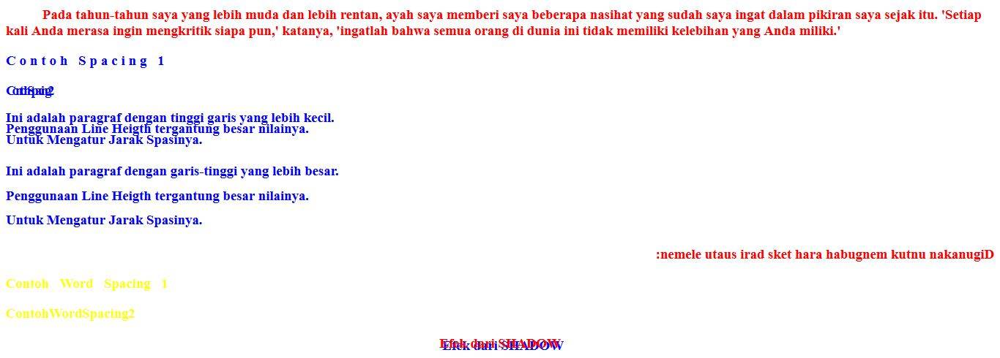 Pada tahun-tahun saya yang lebih muda dan lebih rentan, ayah saya memberi saya beberapa nasihat yang sudah saya ingat dalam pikiran saya sejak itu. 'Setiap
kali Anda merasa ingin mengkritik siapa pun,' katanya, 'ingatlah bahwa semua orang di dunia ini tidak memiliki kelebihan yang Anda miliki.'
Contoh Spacing 1
Ini adalah paragraf dengan tinggi garis yang lebih kecil.
Penggunaan Line Heigth tergantung besar nilainya.
Untuk Mengatur Jarak Spasinya.
Ini adalah paragraf dengan garis-tinggi yang lebih besar.
Penggunaan Line Heigth tergantung besar nilainya.
Untuk Mengatur Jarak Spasinya.
:nemele utaus irad sket hara habugnem kutnu nakanugiD
Contoh Word Spacing 1
ContohWordSpacing2
Efek dari SHADOW